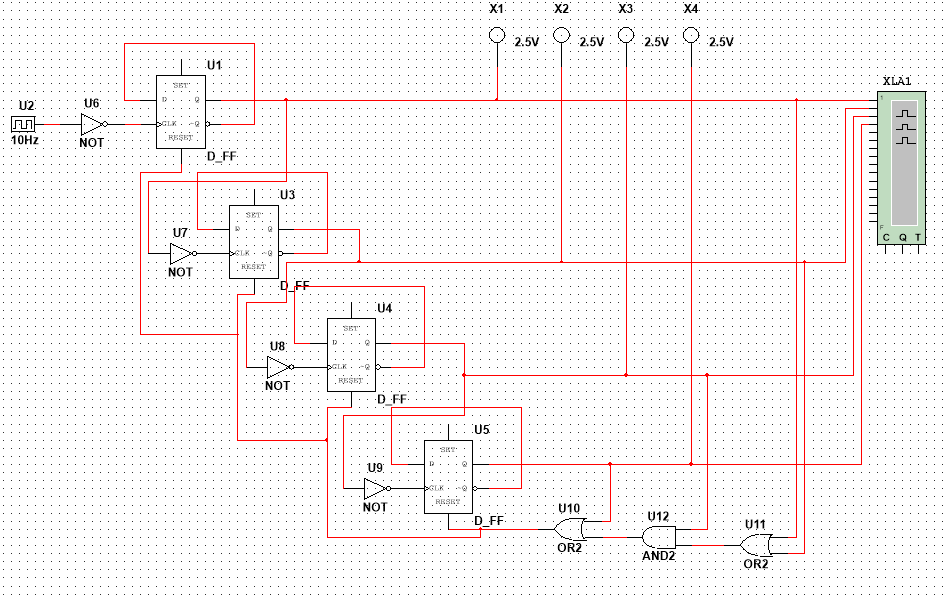 X1 X2 X3 X4
2.5V 2.5V 2.5V 2.5V
XLA1
1
F
C Q T
U2
10Hz
U6
NOT
U1
SET
D Q
CLK ~Q
RESET
D_FF
U7
NOT
U3
SET
D Q
CLK ~Q
RESET
D_FF
U8
NOT
U4
SET
D Q
CLK ~Q
RESET
D_FF
U9
NOT
U5
SET
D Q
CLK ~Q
RESET
D_FF
U10
OR2
U12
AND2
U11
OR2